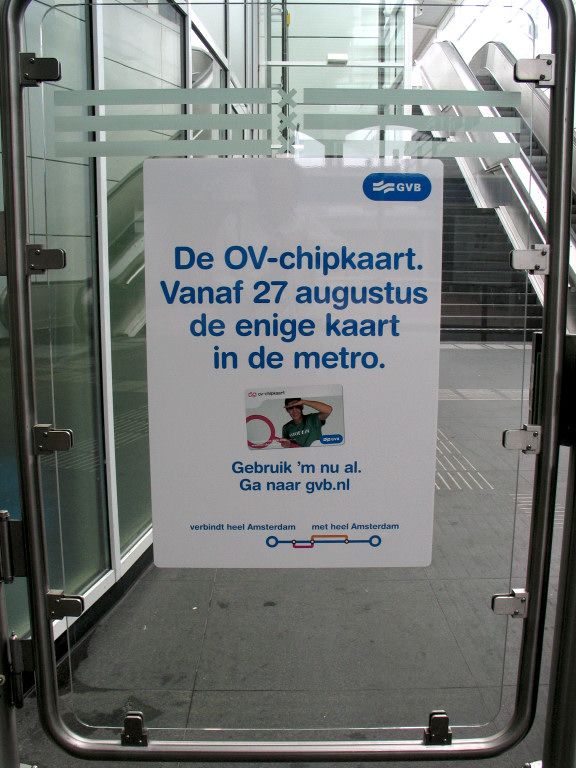 GVB
De OV-chipkaart.
Vanaf 27 augustus
de enige kaart
in de metro.
OV-chipkaart
GVB
Gebruik 'm nu al.
Ga naar gvb.nl
verbindt heel Amsterdam met heel Amsterdam